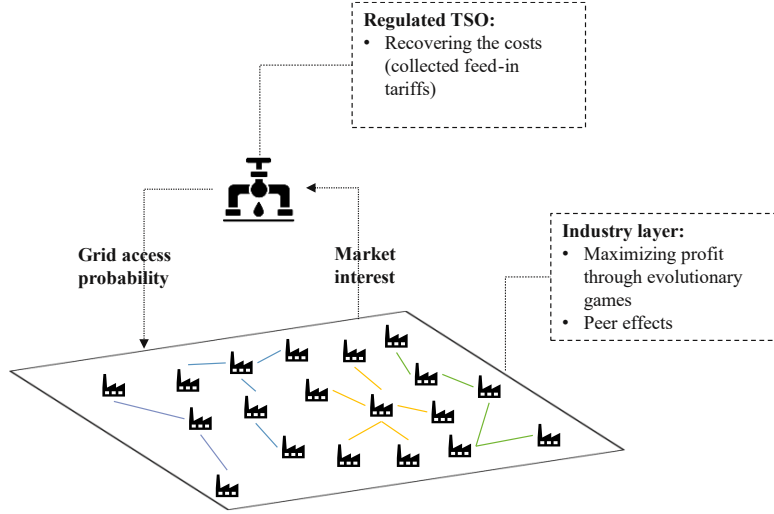 Regulated TSO:
• Recovering the costs
(collected feed-in
tariffs)
Grid access
probability
Market
interest
Industry layer:
• Maximizing profit
through evolutionary
games
• Peer effects